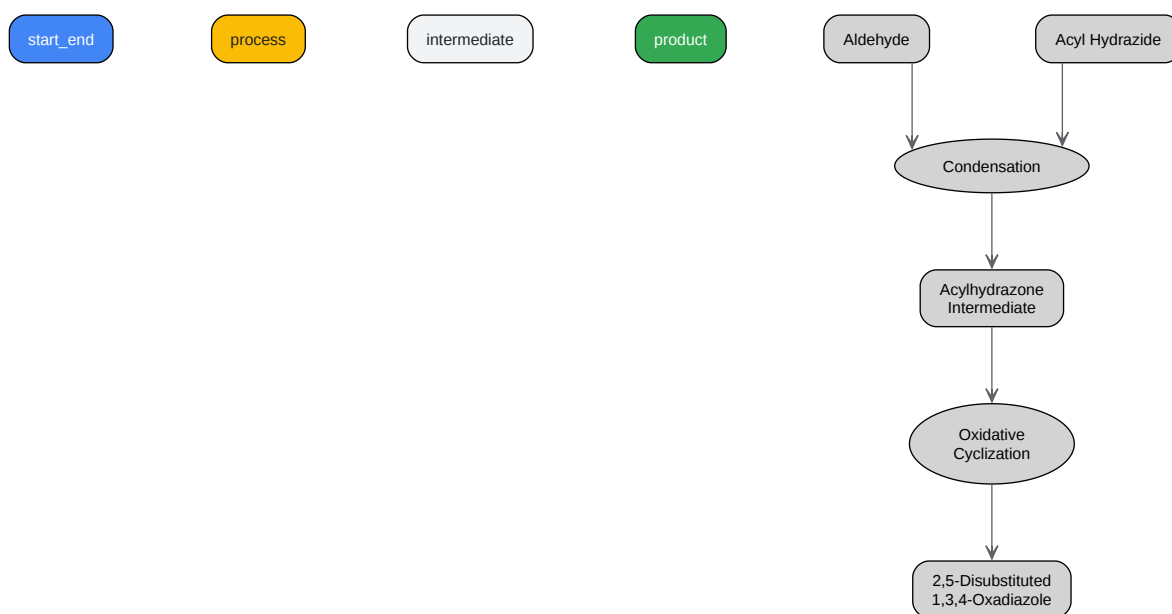 start_end
process
intermediate
product
Aldehyde
Acyl Hydrazide
Condensation
Acylhydrazone
Intermediate
Oxidative
Cyclization
2,5-Disubstituted
1,3,4-Oxadiazole